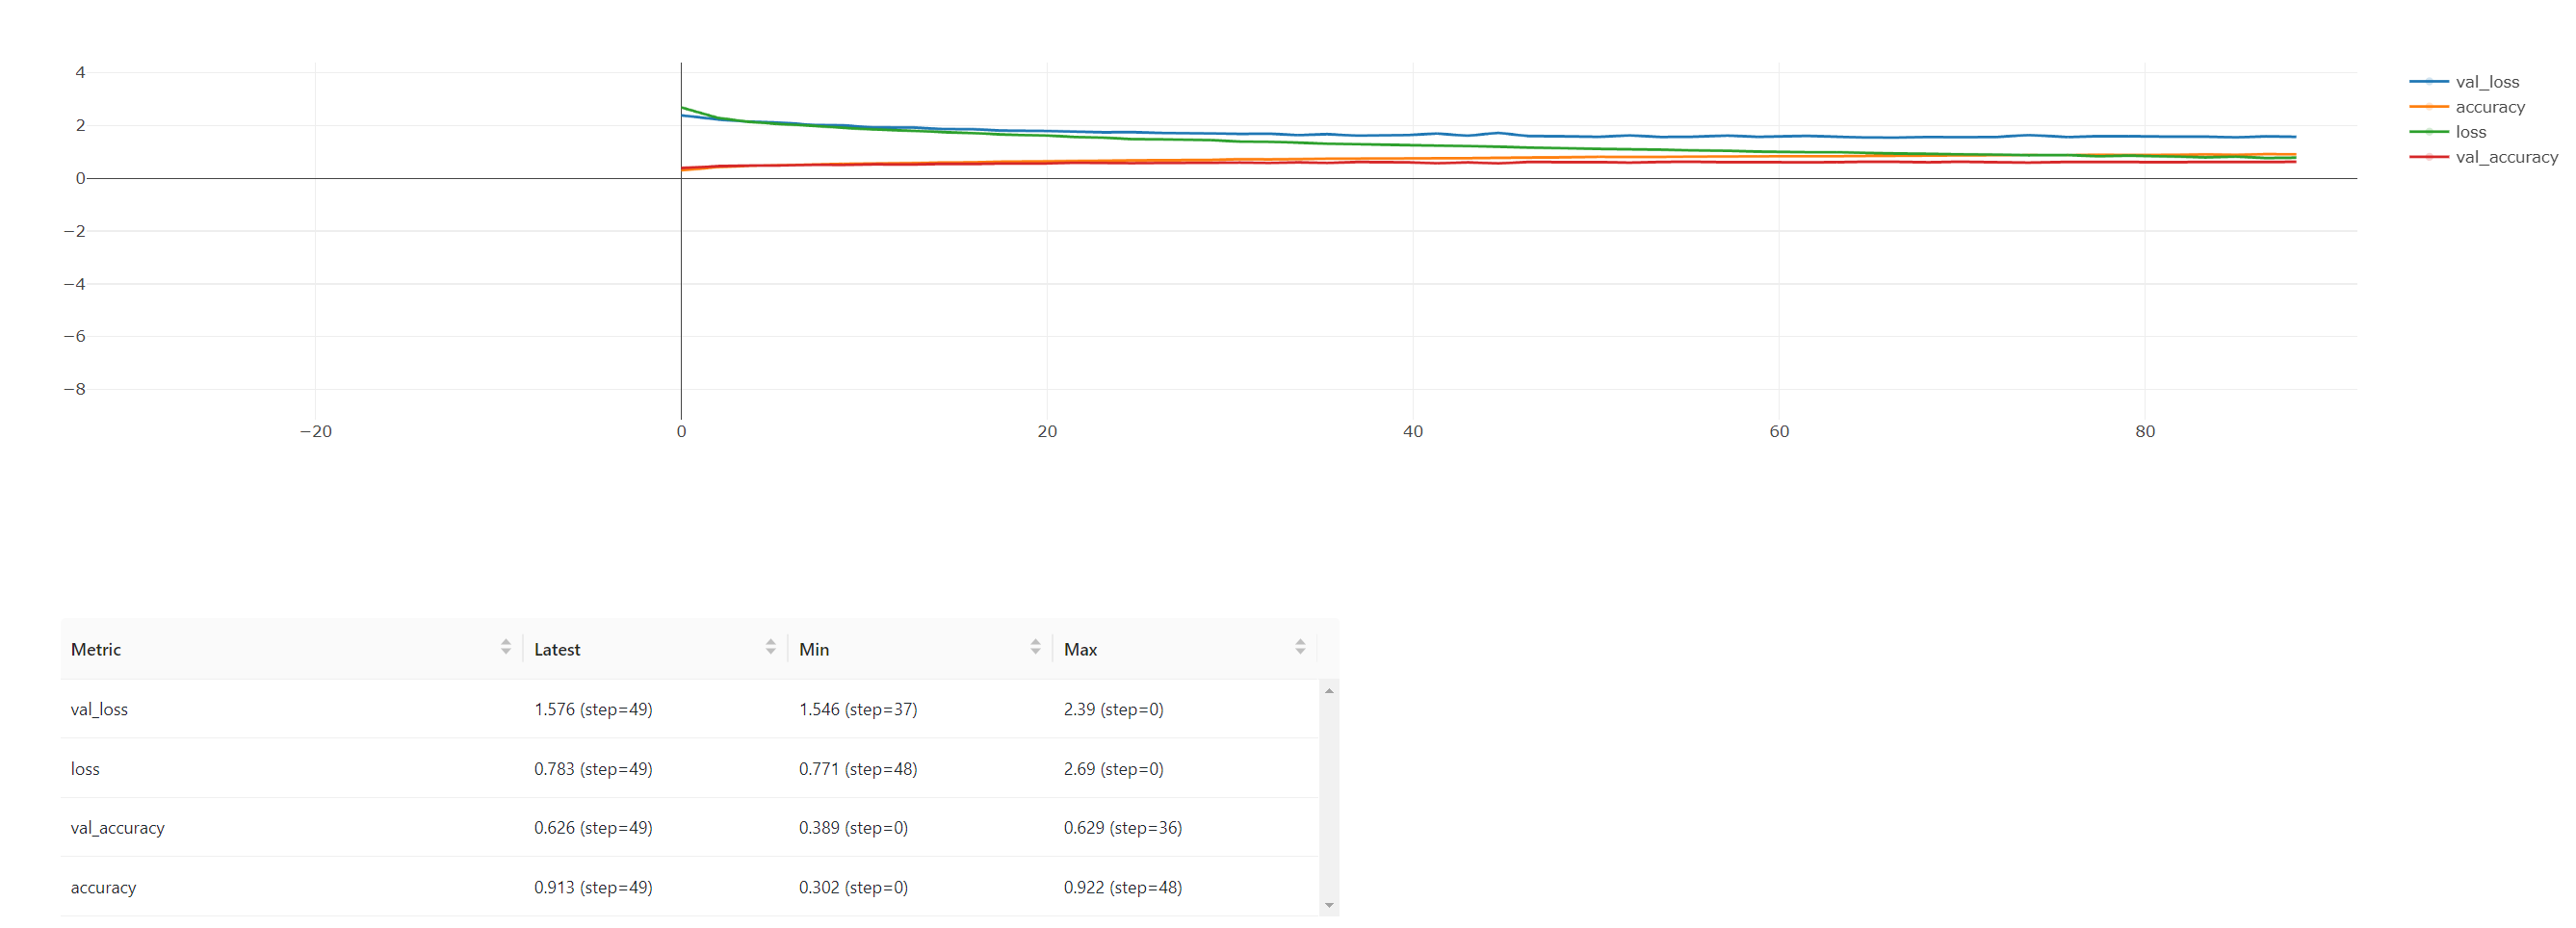 4
2
0
−2
−4
−6
−8
−20 0 20 40 60 80
val_loss
accuracy
loss
val_accuracy
Metric Latest Min Max
val_loss 1.576 (step=49) 1.546 (step=37) 2.39 (step=0)
loss 0.783 (step=49) 0.771 (step=48) 2.69 (step=0)
val_accuracy 0.626 (step=49) 0.389 (step=0) 0.629 (step=36)
accuracy 0.913 (step=49) 0.302 (step=0) 0.922 (step=48)